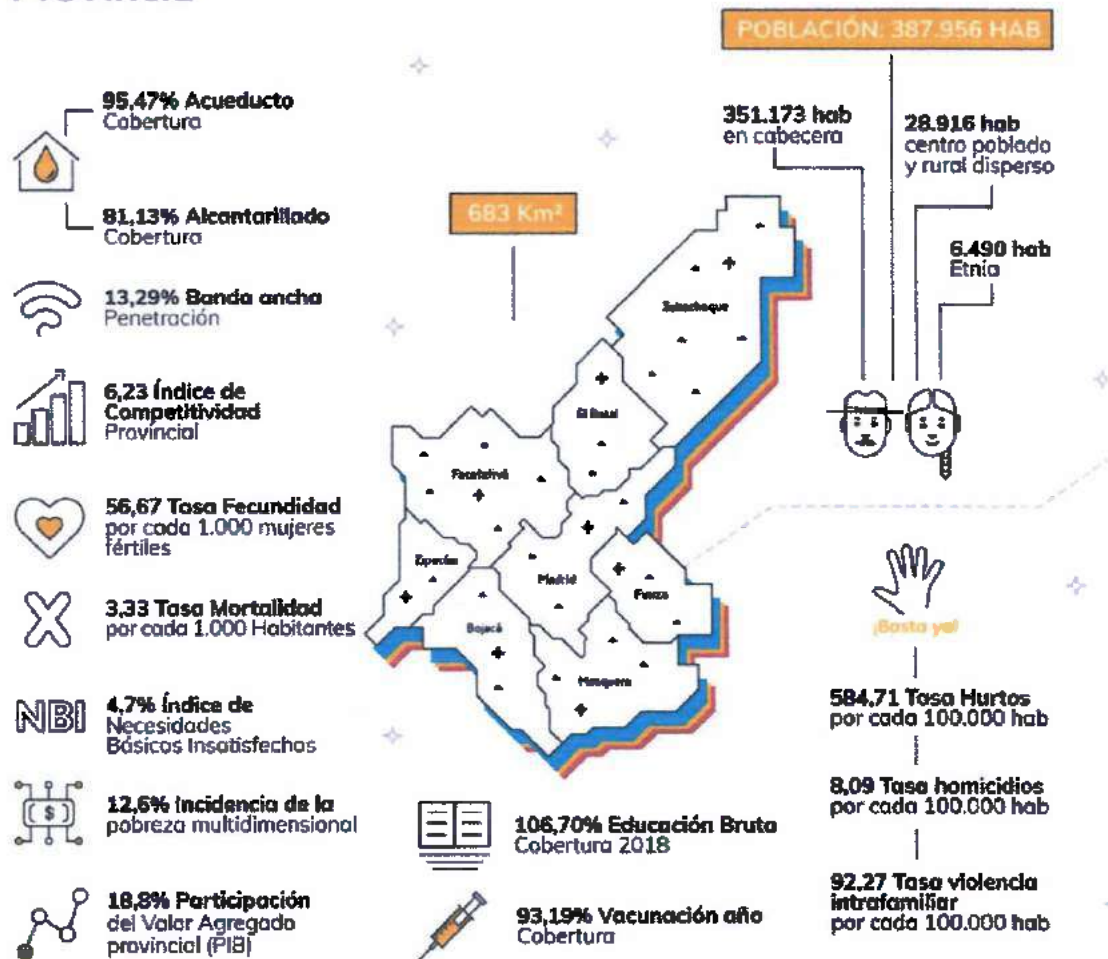 POBLACIÓN: 387.956 HAB
95,47% Acueducto
Cobertura
81,13% Alcantarillado
Cobertura
13,29% Banda ancha
Penetración
6,23 Índice de
Competitividad
Provincial
56,67 Tasa Fecundidad
por cada 1.000 mujeres
fértiles
3,33 Tasa Mortalidad
por cada 1.000 Habitantes
NBI
4,7% Índice de
Necesidades
Básicas Insatisfechas
12,6% Incidencia de la
pobreza multidimensional
18,8% Participación
del Valor Agregado
provincial (PIB)
683 Km²
Subachoque
El Rosal
Facatativá
Zipacón
Madrid
Funza
Bojacá
Mosquera
106,70% Educación Bruta
Cobertura 2018
93,19% Vacunación año
Cobertura
351.173 hab
en cabecera
28.916 hab
centro poblado
y rural disperso
6.490 hab
Etnia
¡Basta ya!
584,71 Tasa Hurtos
por cada 100.000 hab
8,09 Tasa homicidios
por cada 100.000 hab
92,27 Tasa violencia
intrafamiliar
por cada 100.000 hab